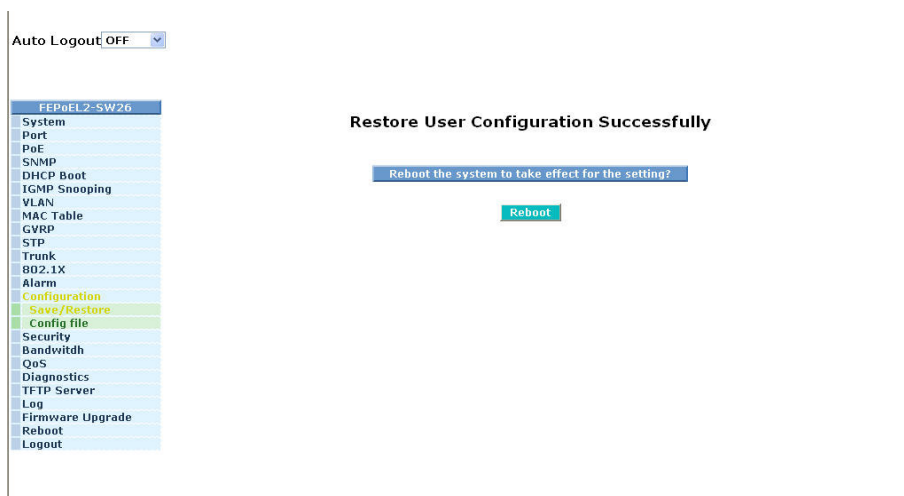 Auto Logout OFF
FEPoEL2-SW26
System
Port
PoE
SNMP
DHCP Boot
IGMP Snooping
VLAN
MAC Table
GVRP
STP
Trunk
802.1X
Alarm
Configuration
Save/Restore
Config file
Security
Bandwitdh
QoS
Diagnostics
TFTP Server
Log
Firmware Upgrade
Reboot
Logout
Restore User Configuration Successfully
Reboot the system to take effect for the setting?
Reboot